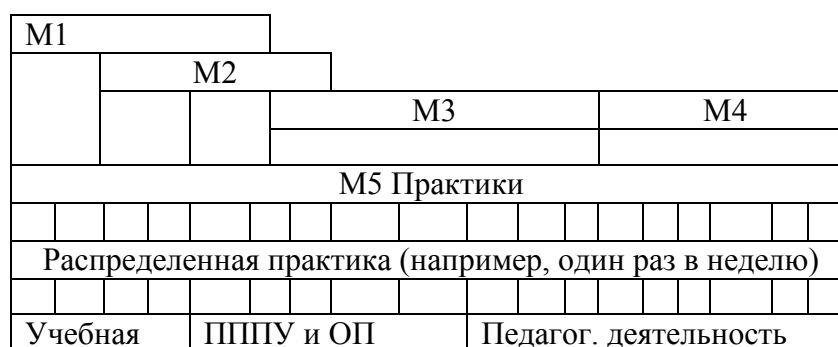 М1
М2
М3 М4
М5 Практики
Распределенная практика (например, один раз в неделю)
Учебная ПППУ и ОП Педагог. деятельность